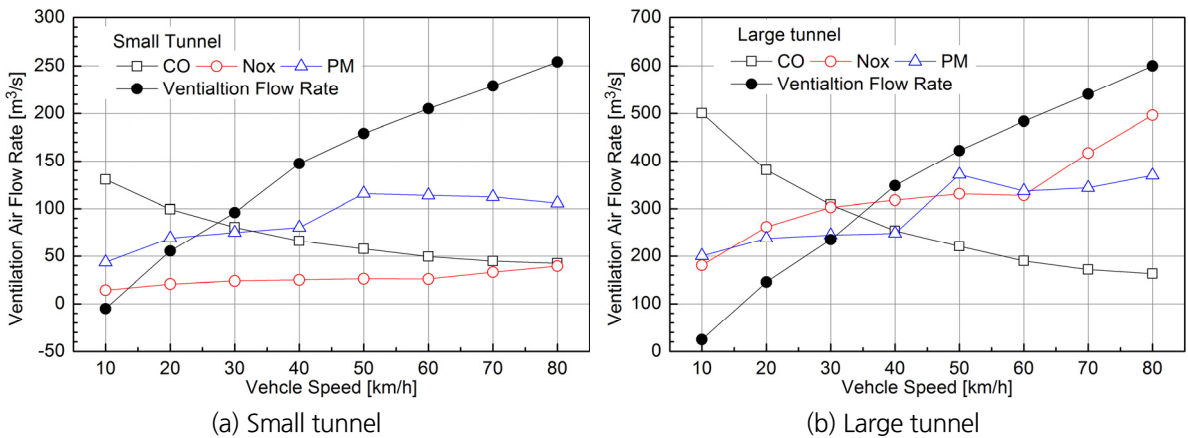 Small Tunnel
CO Nox PM
Ventialtion Flow Rate
Ventilation Air Flow Rate [m³/s]
300
250
200
150
100
50
0
-50
10 20 30 40 50 60 70 80
Vehcle Speed [km/h]
(a) Small tunnel
Large tunnel
CO Nox PM
Ventialtion Flow Rate
Ventilation Air Flow Rate [m³/s]
700
600
500
400
300
200
100
0
10 20 30 40 50 60 70 80
Vehcle Speed [km/h]
(b) Large tunnel